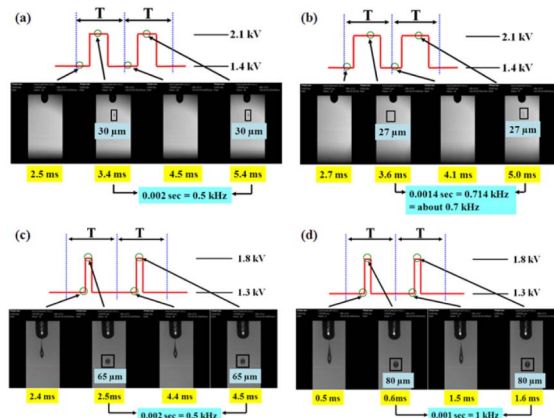 (a)
T
T
2.1 kV
1.4 kV
30 µm
30 µm
2.5 ms
3.4 ms
4.5 ms
5.4 ms
0.002 sec = 0.5 kHz
(b)
T
T
2.1 kV
1.4 kV
27 µm
27 µm
2.7 ms
3.6 ms
4.1 ms
5.0 ms
0.0014 sec = 0.714 kHz
= about 0.7 kHz
(c)
T
T
1.8 kV
1.3 kV
65 µm
65 µm
2.4 ms
2.5ms
4.4 ms
4.5 ms
0.002 sec = 0.5 kHz
(d)
T
T
1.8 kV
1.3 kV
80 µm
80 µm
0.5 ms
0.6ms
1.5 ms
1.6 ms
0.001 sec = 1 kHz